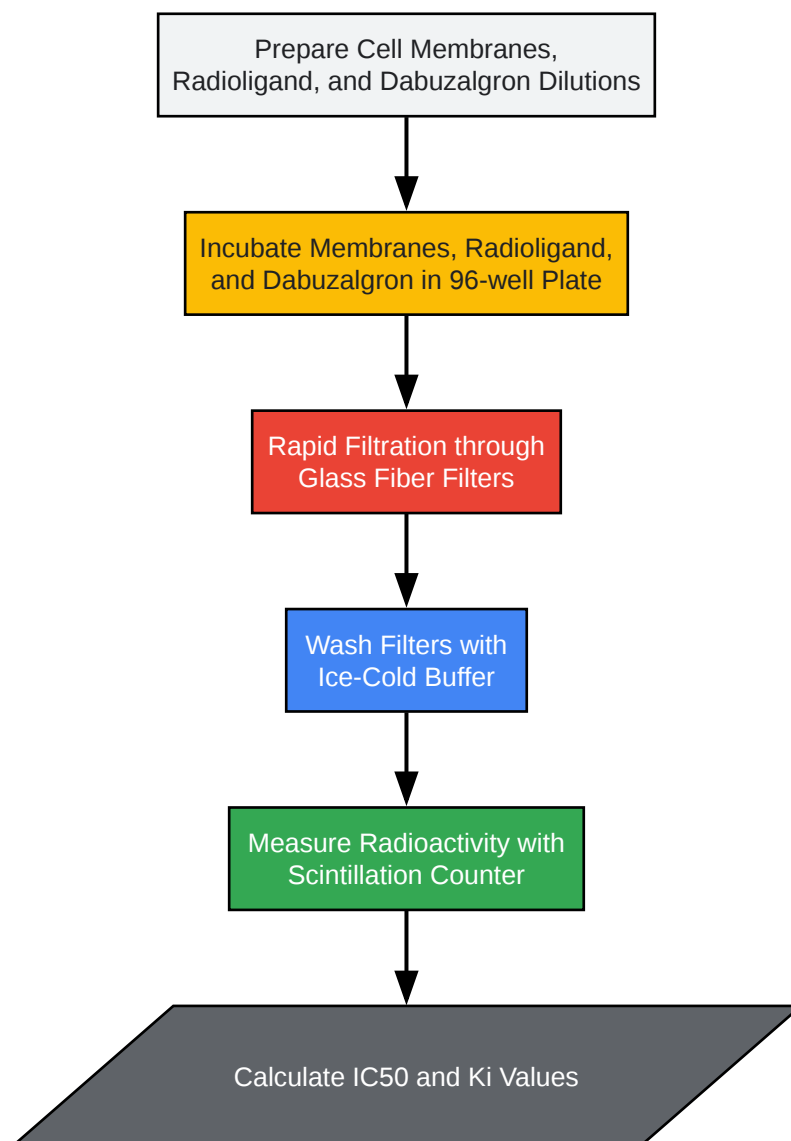 Prepare Cell Membranes,
Radioligand, and Dabuzalgron Dilutions
Incubate Membranes, Radioligand,
and Dabuzalgron in 96-well Plate
Rapid Filtration through
Glass Fiber Filters
Wash Filters with
Ice-Cold Buffer
Measure Radioactivity with
Scintillation Counter
Calculate IC50 and Ki Values